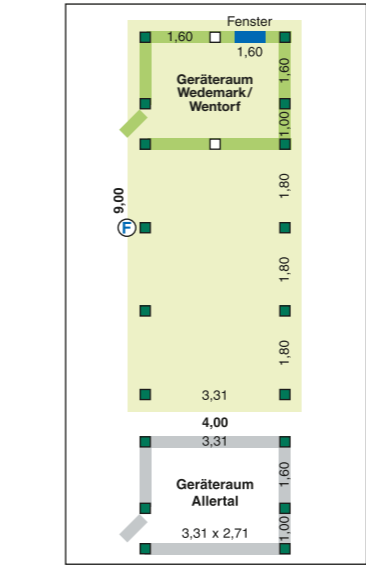 Fenster
1,60
1,60
1,60
Geräteraum
Wedemark/
Wentorf
1,00
1,80
9,00
F
1,80
1,80
3,31
4,00
3,31
Geräteraum
Allertal
1,60
3,31 x 2,71
1,00